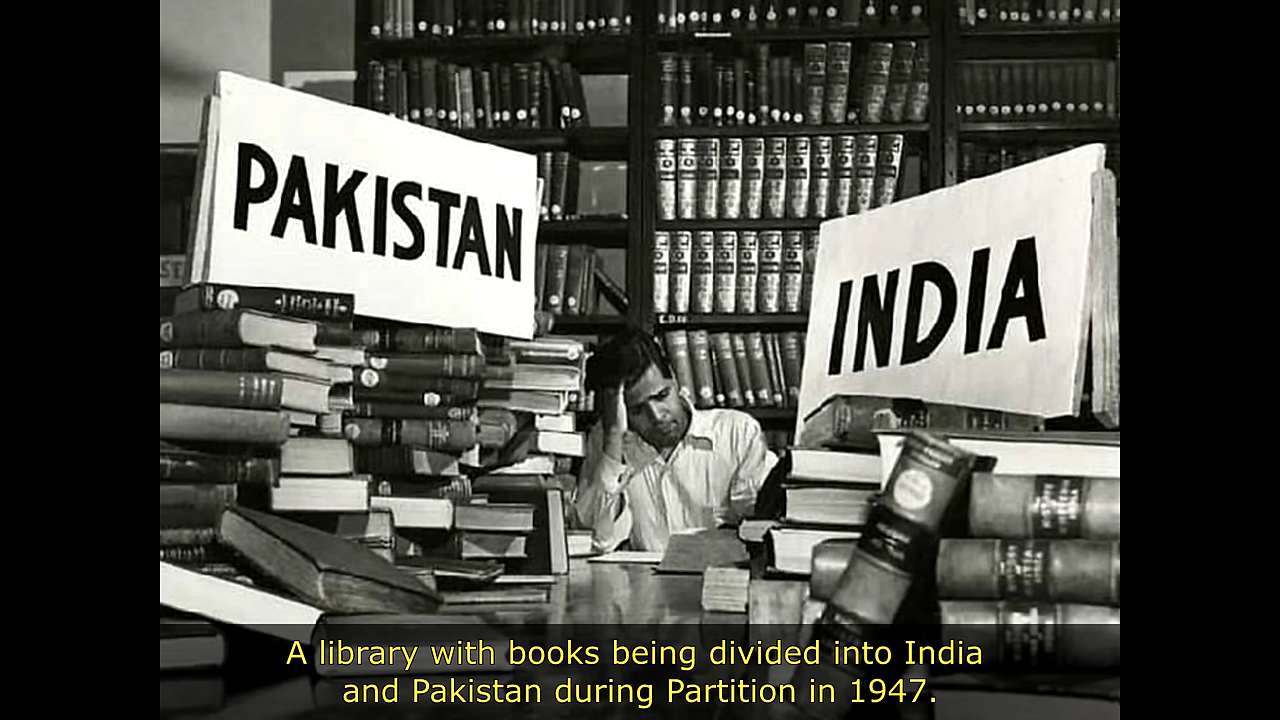 PAKISTAN
INDIA
A library with books being divided into India
and Pakistan during Partition in 1947.